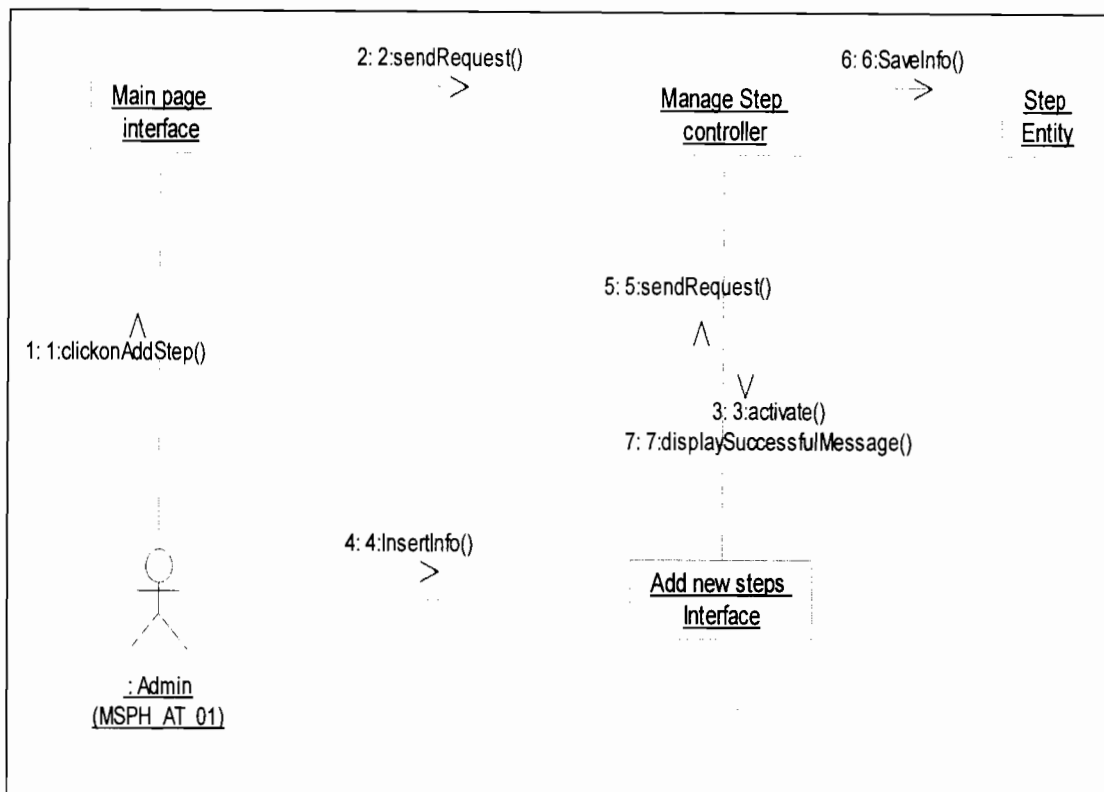 2: 2:sendRequest()
6: 6:SaveInfo()
Main page
interface
Manage Step
controller
Step
Entity
5: 5:sendRequest()
1: 1:clickonAddStep()
3: 3:activate()
7: 7:displaySuccessfulMessage()
4: 4:InsertInfo()
Add new steps
Interface
: Admin
(MSPH_AT_01)